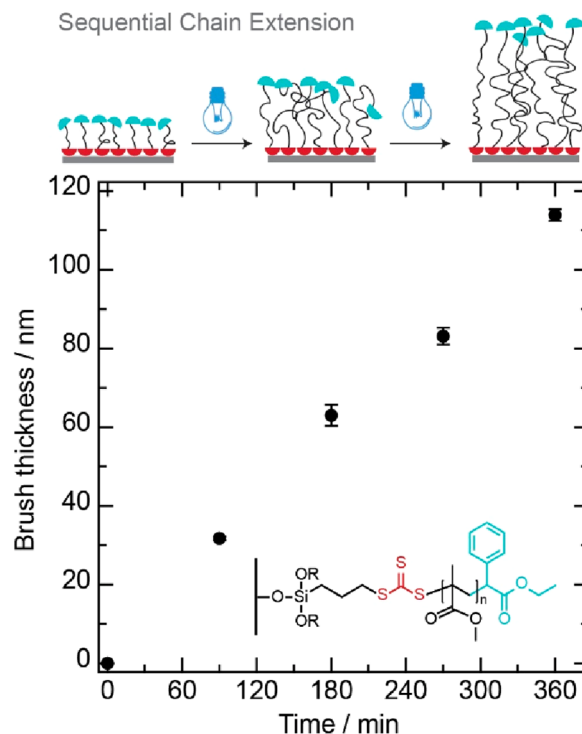 Sequential Chain Extension
120
100
80
60
40
20
0
Brush thickness / nm
OR
O Si S S S n O
OR
O O
O
0 60 120 180 240 300 360
Time / min